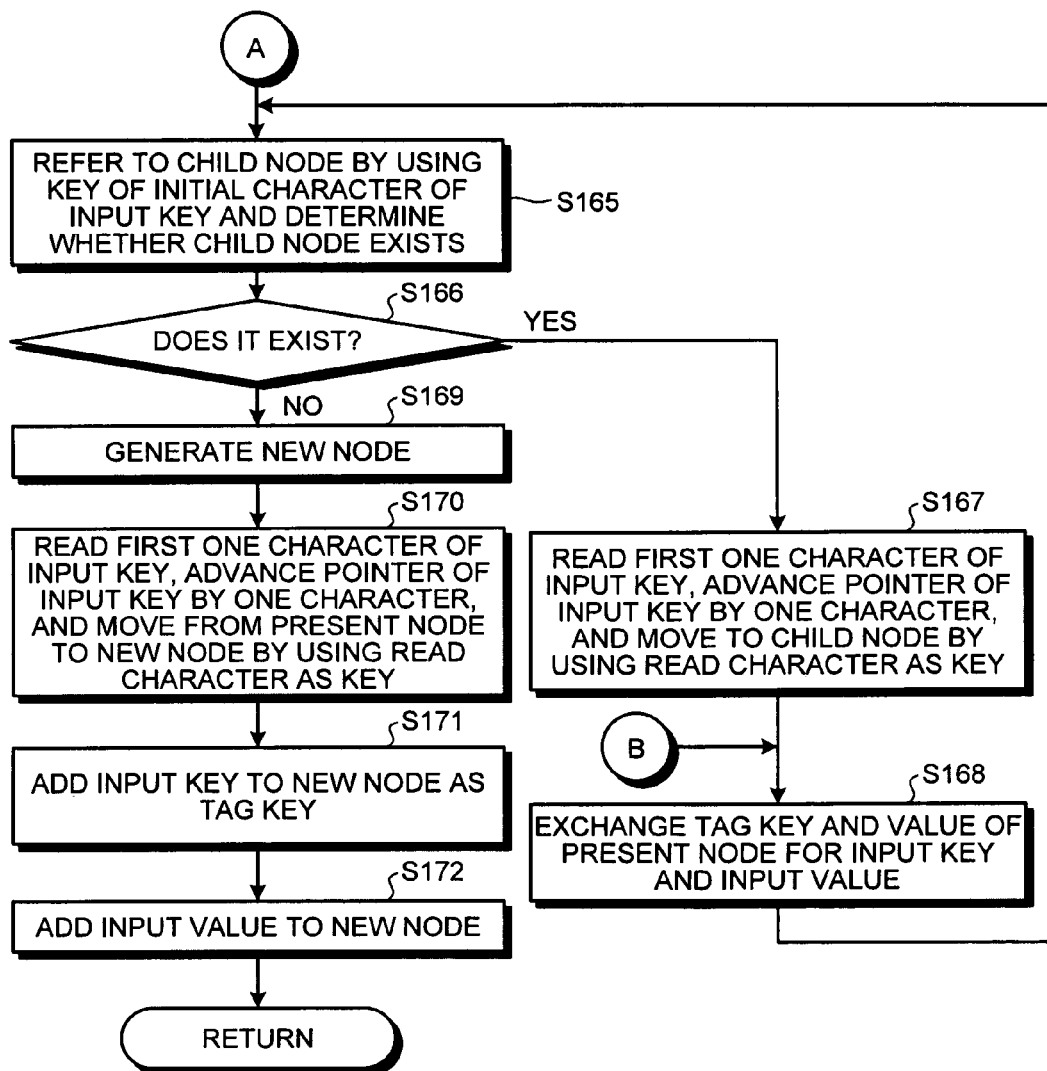 A
REFER TO CHILD NODE BY USING
KEY OF INITIAL CHARACTER OF
INPUT KEY AND DETERMINE
WHETHER CHILD NODE EXISTS
S165
S166
DOES IT EXIST?
YES
NO
S169
GENERATE NEW NODE
S170
READ FIRST ONE CHARACTER OF
INPUT KEY, ADVANCE POINTER OF
INPUT KEY BY ONE CHARACTER,
AND MOVE FROM PRESENT NODE
TO NEW NODE BY USING READ
CHARACTER AS KEY
S167
READ FIRST ONE CHARACTER OF
INPUT KEY, ADVANCE POINTER OF
INPUT KEY BY ONE CHARACTER,
AND MOVE TO CHILD NODE BY
USING READ CHARACTER AS KEY
S171
ADD INPUT KEY TO NEW NODE AS
TAG KEY
B
S168
EXCHANGE TAG KEY AND VALUE OF
PRESENT NODE FOR INPUT KEY
AND INPUT VALUE
S172
ADD INPUT VALUE TO NEW NODE
RETURN